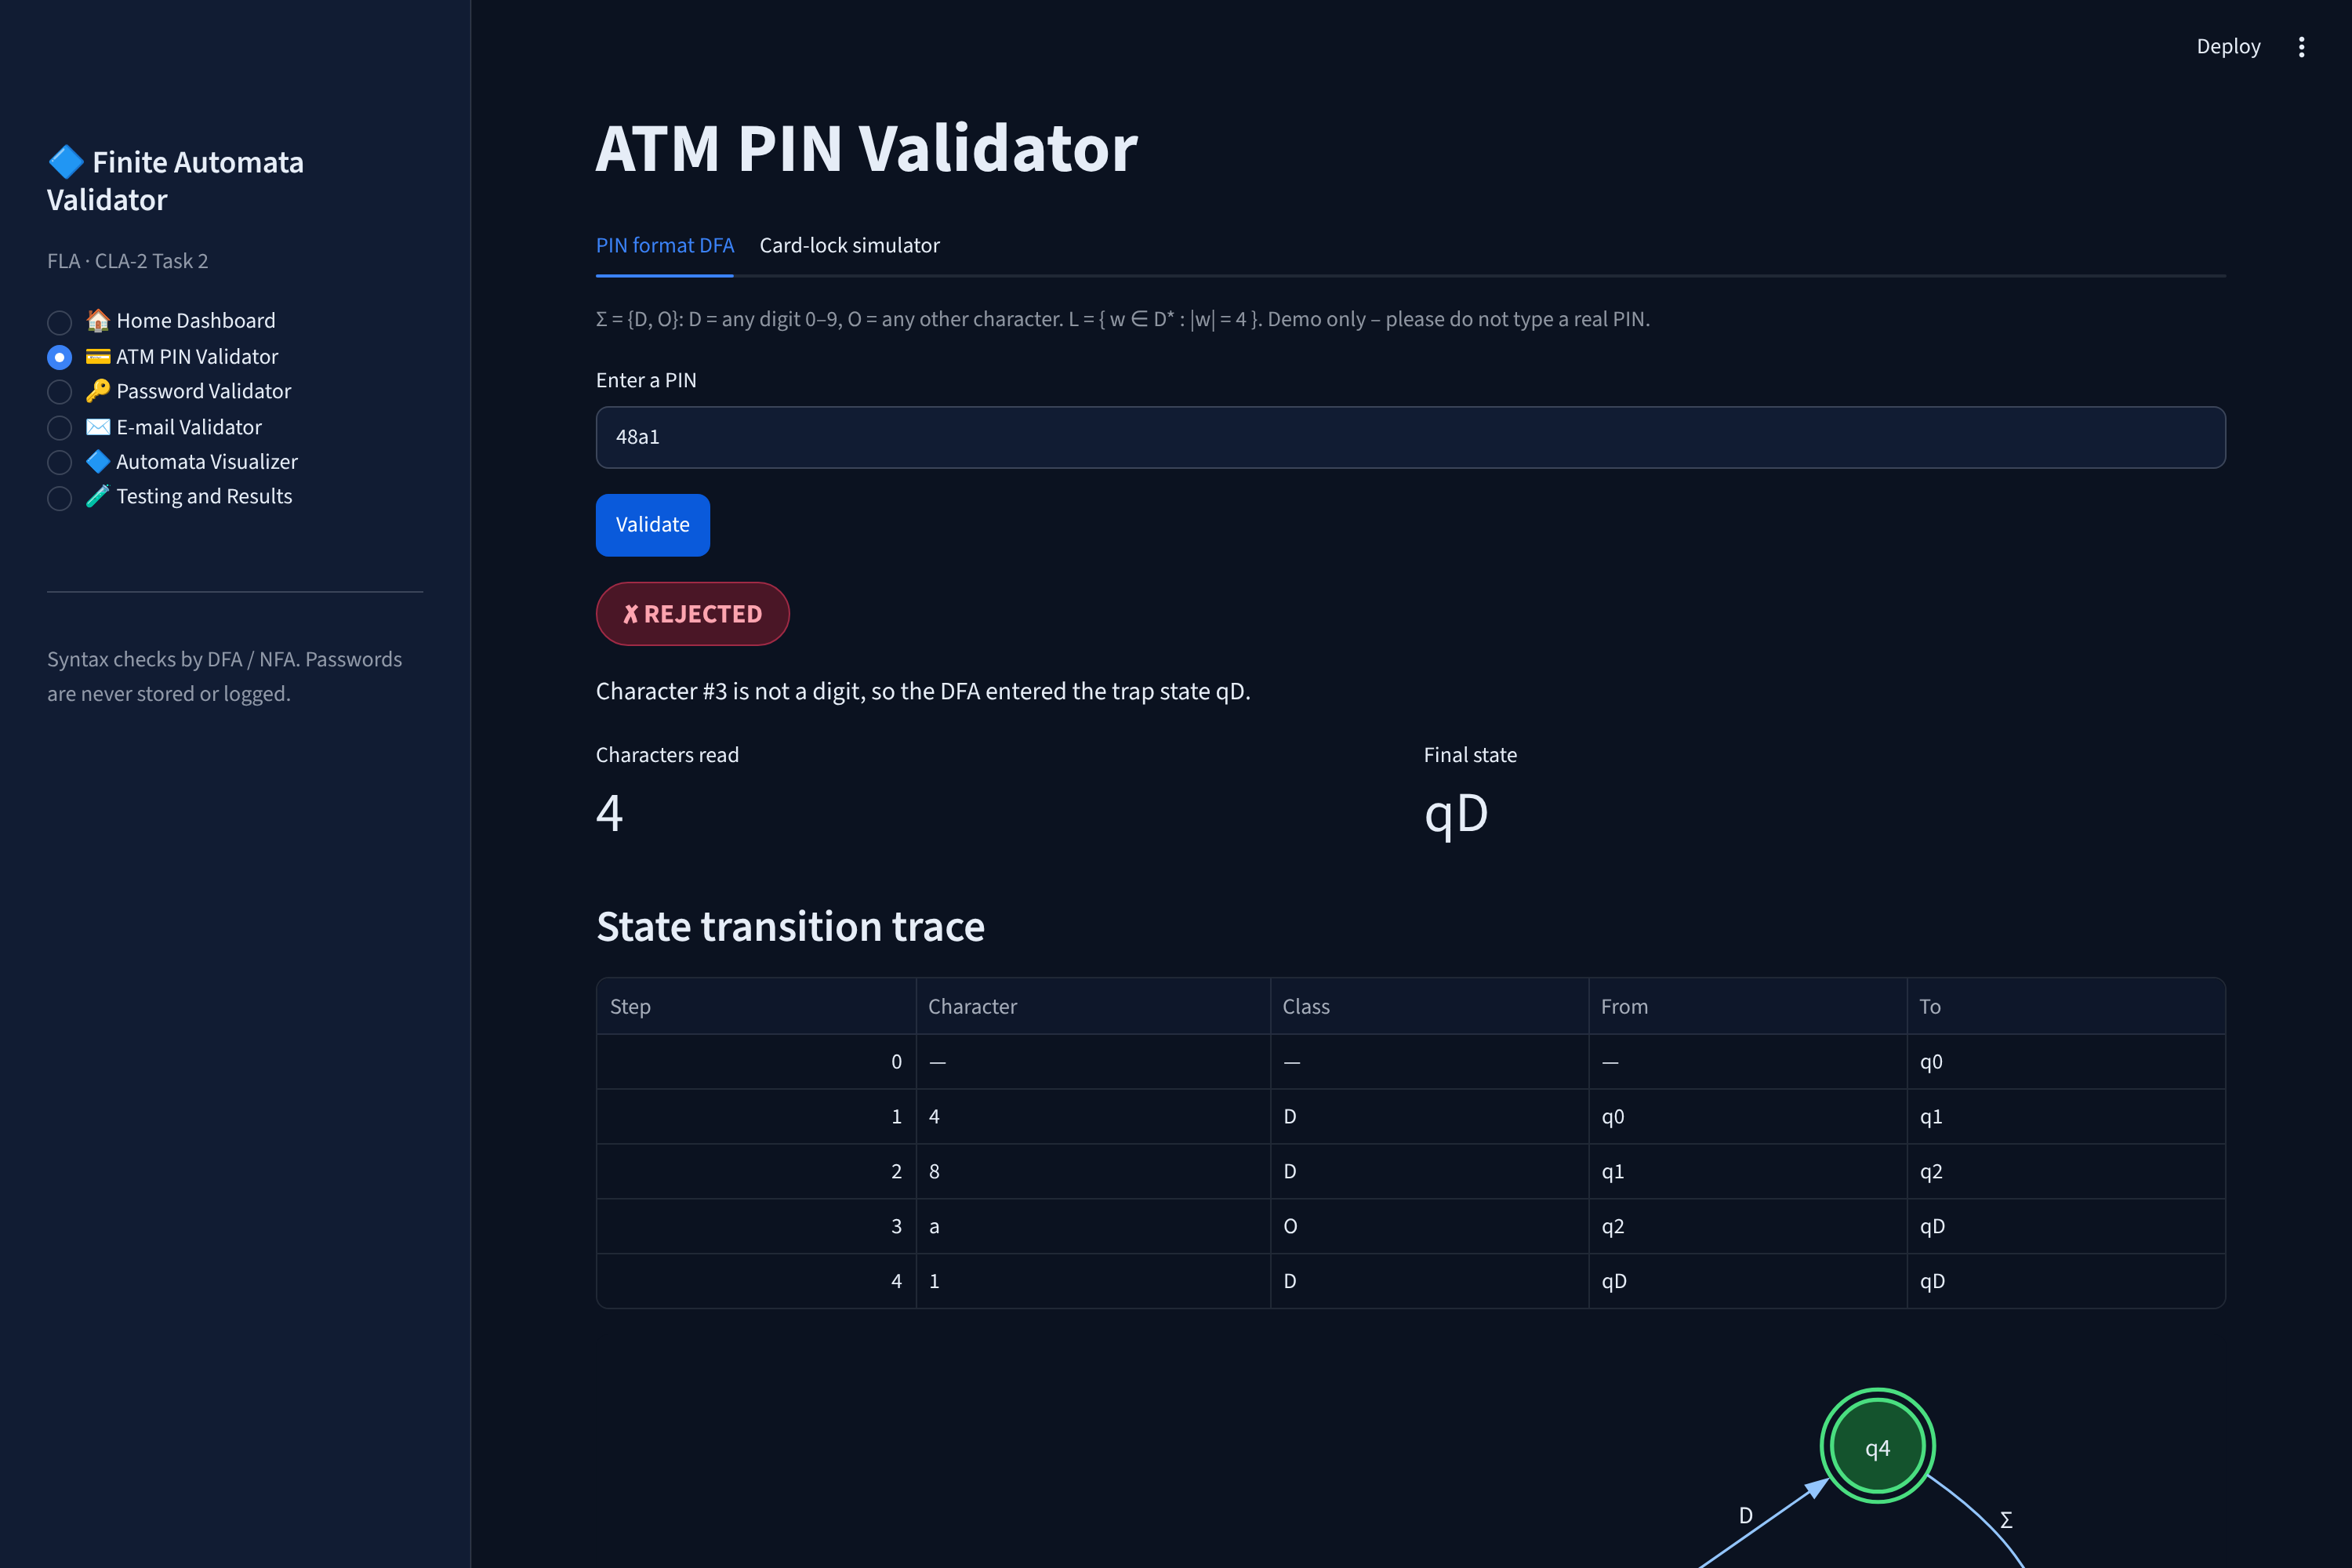 Deploy
🔷 Finite Automata
Validator
FLA · CLA-2 Task 2
🏠 Home Dashboard
💳 ATM PIN Validator
🔑 Password Validator
✉️ E-mail Validator
🔷 Automata Visualizer
🧪 Testing and Results
Syntax checks by DFA / NFA. Passwords
are never stored or logged.
ATM PIN Validator
PIN format DFA Card-lock simulator
Σ = {D, O}: D = any digit 0–9, O = any other character. L = { w ∈ D* : |w| = 4 }. Demo only – please do not type a real PIN.
Enter a PIN
48a1
Validate
✘ REJECTED
Character #3 is not a digit, so the DFA entered the trap state qD.
Characters read Final state
4 qD
State transition trace
Step Character Class From To
0 — — — q0
1 4 D q0 q1
2 8 D q1 q2
3 a O q2 qD
4 1 D qD qD
q4
D Σ